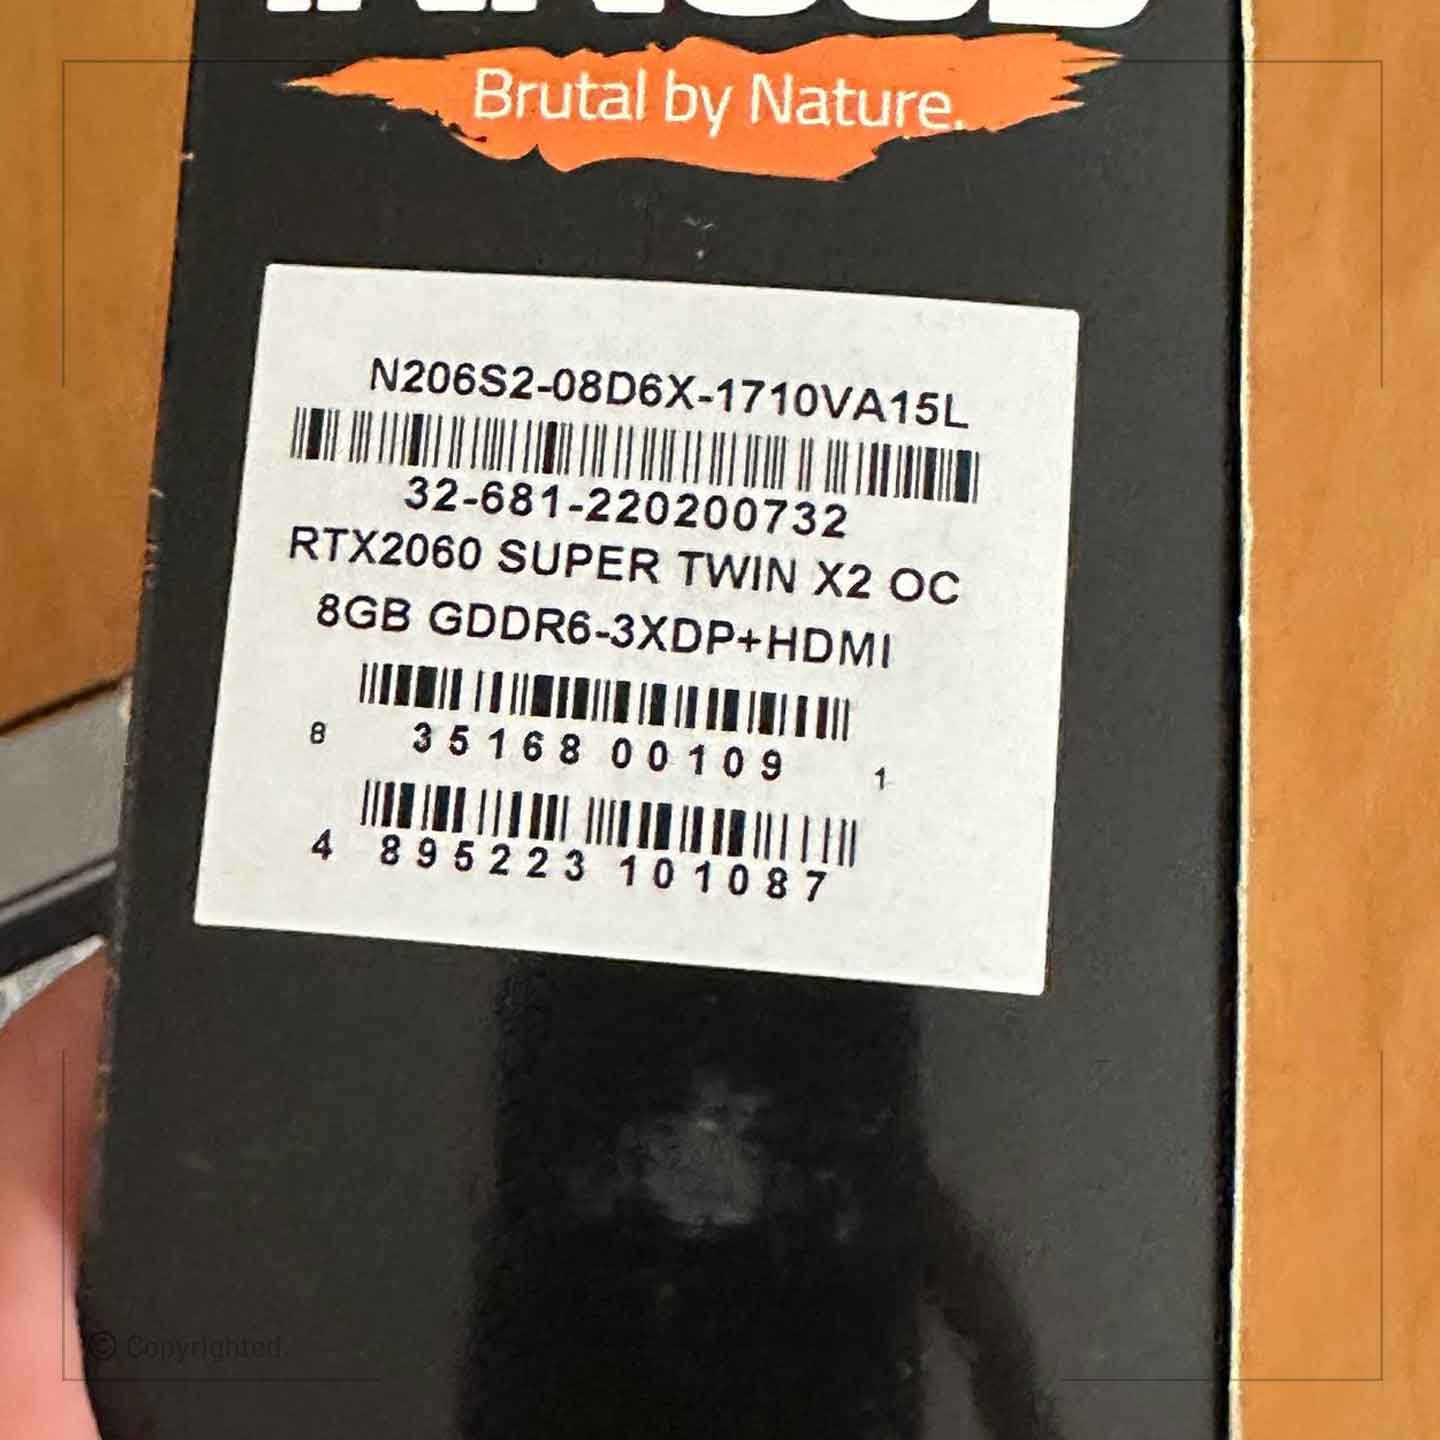 Brutal by Nature.
N206S2-08D6X-1710VA15L
32-681-220200732
RTX2060 SUPER TWIN X2 OC
8GB GDDR6-3XDP+HDMI
8 35168 00109 1
4 895223 101087
© Copyrighted